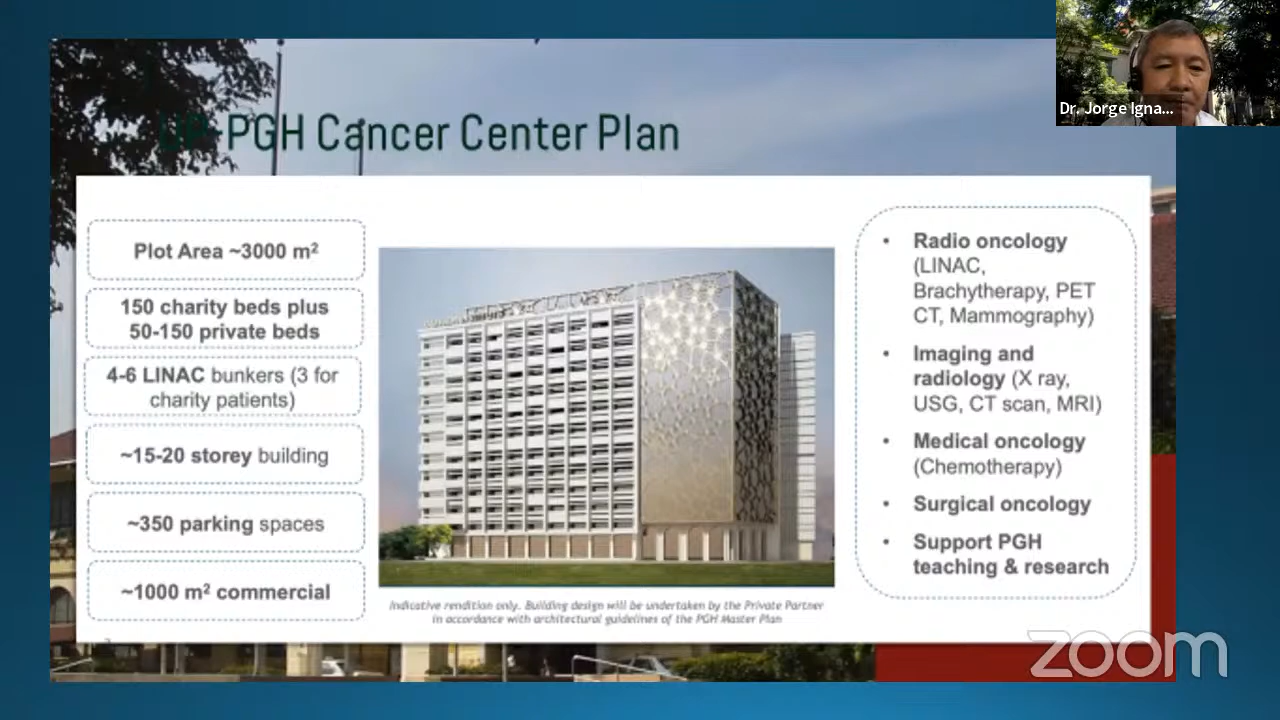 Dr. Jorge Igna...
UP-PGH Cancer Center Plan
Plot Area ~3000 m²
150 charity beds plus
50-150 private beds
4-6 LINAC bunkers (3 for
charity patients)
~15-20 storey building
~350 parking spaces
~1000 m² commercial
Indicative rendition only. Building design will be undertaken by the Private Partner
in accordance with architectural guidelines of the PGH Master Plan
• Radio oncology
(LINAC,
Brachytherapy, PET
CT, Mammography)
• Imaging and
radiology (X ray,
USG, CT scan, MRI)
• Medical oncology
(Chemotherapy)
• Surgical oncology
• Support PGH
teaching & research
zoom